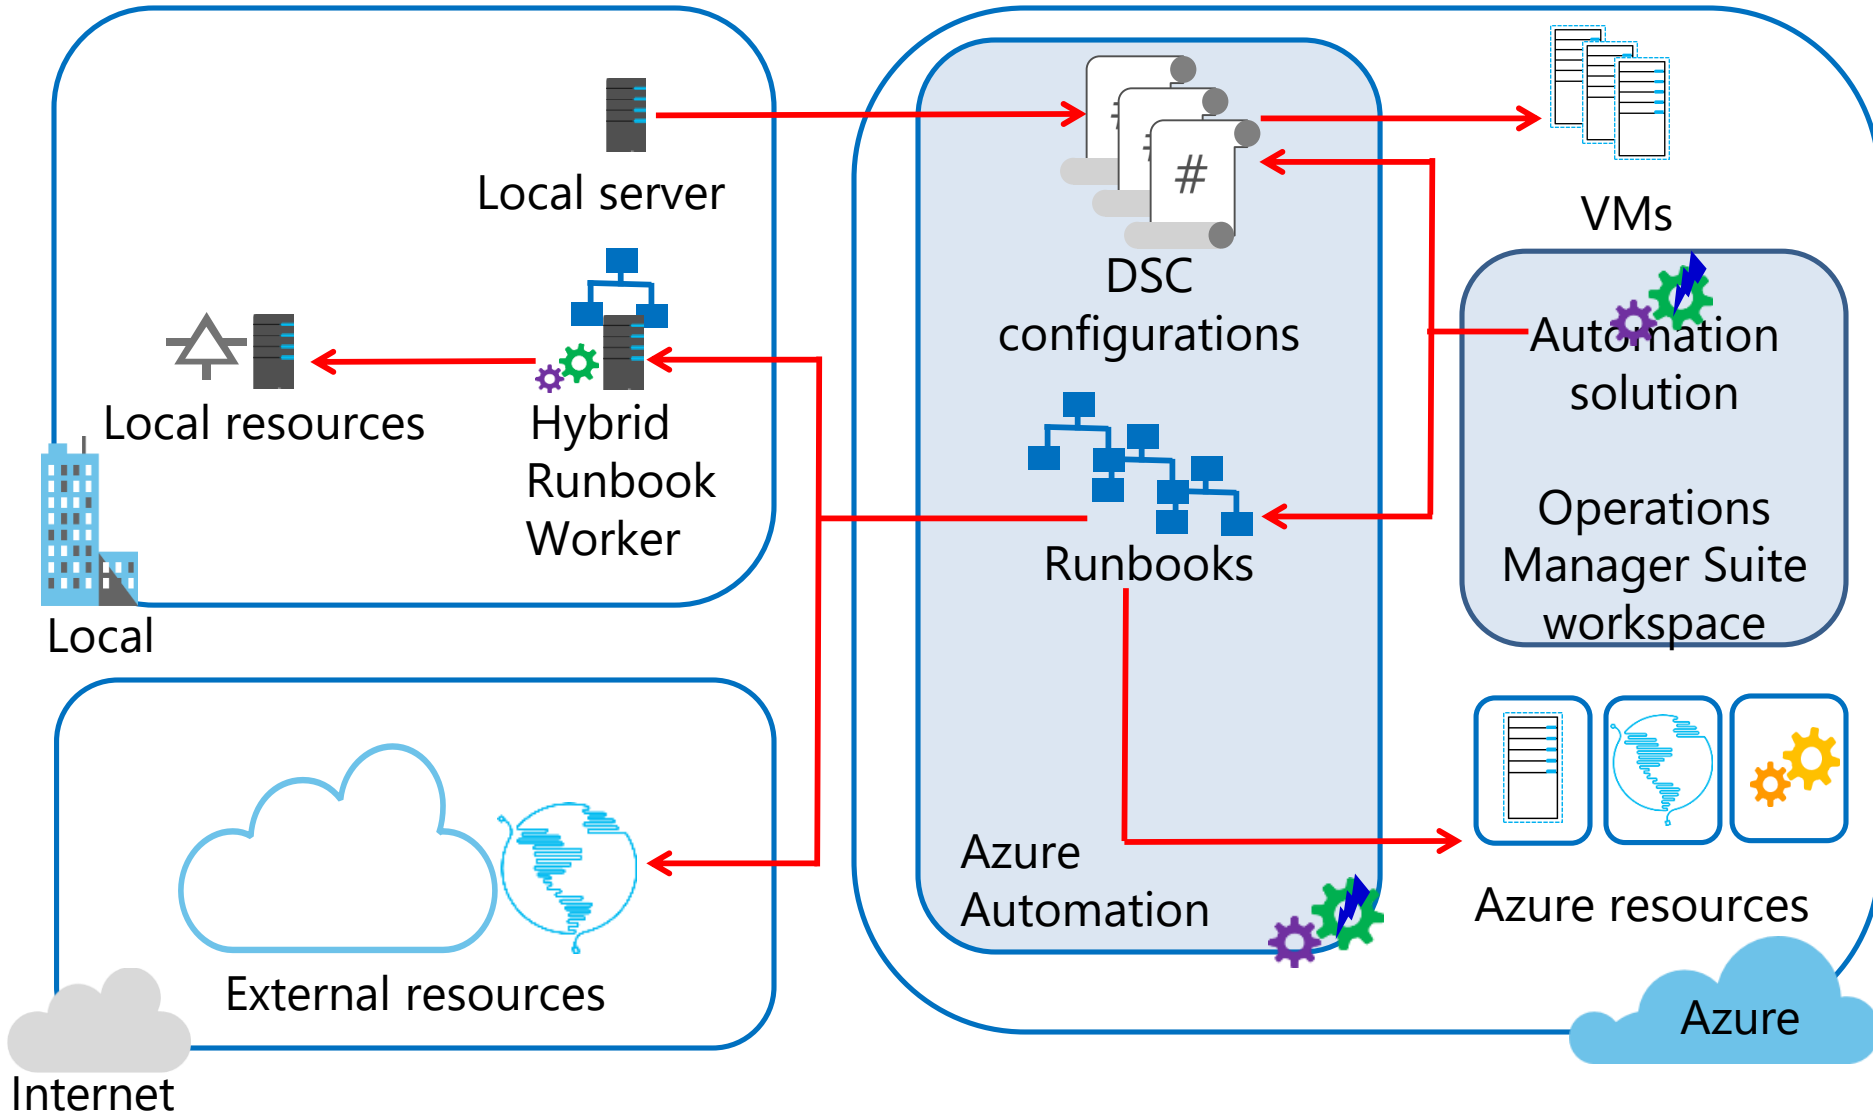 Local server
Local resources
Hybrid
Runbook
Worker
Local
External resources
Internet
#
DSC
configurations
Runbooks
Azure
Automation
VMs
Automation
solution
Operations
Manager Suite
workspace
Azure resources
Azure